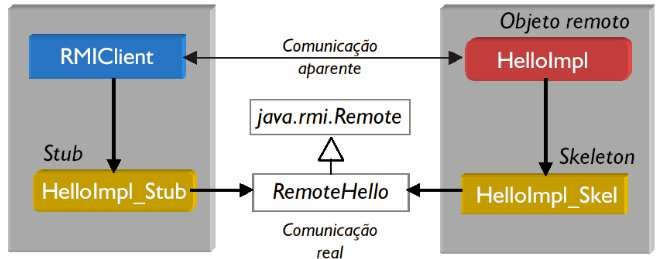 Objeto remoto
RMIClient
Comunicação
aparente
HelloImpl
java.rmi.Remote
Stub
Skeleton
HelloImpl_Stub
RemoteHello
HelloImpl_Skel
Comunicação
real